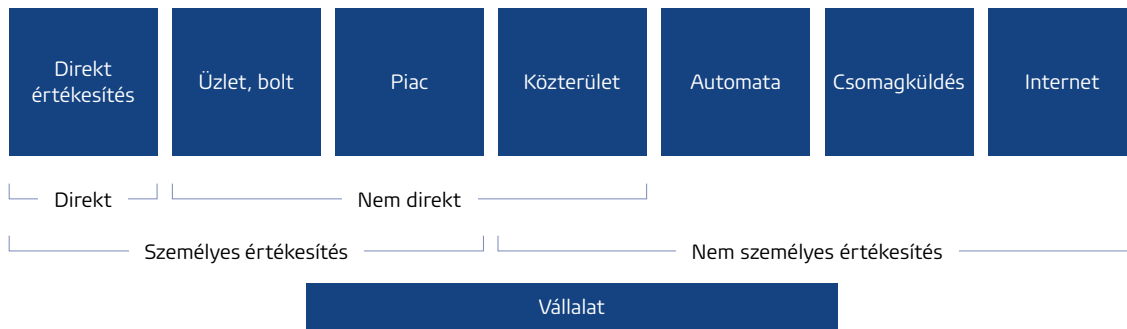 Direkt
értékesítés
Üzlet, bolt
Piac
Közterület
Automata
Csomagküldés
Internet
Direkt
Nem direkt
Személyes értékesítés
Nem személyes értékesítés
Vállalat